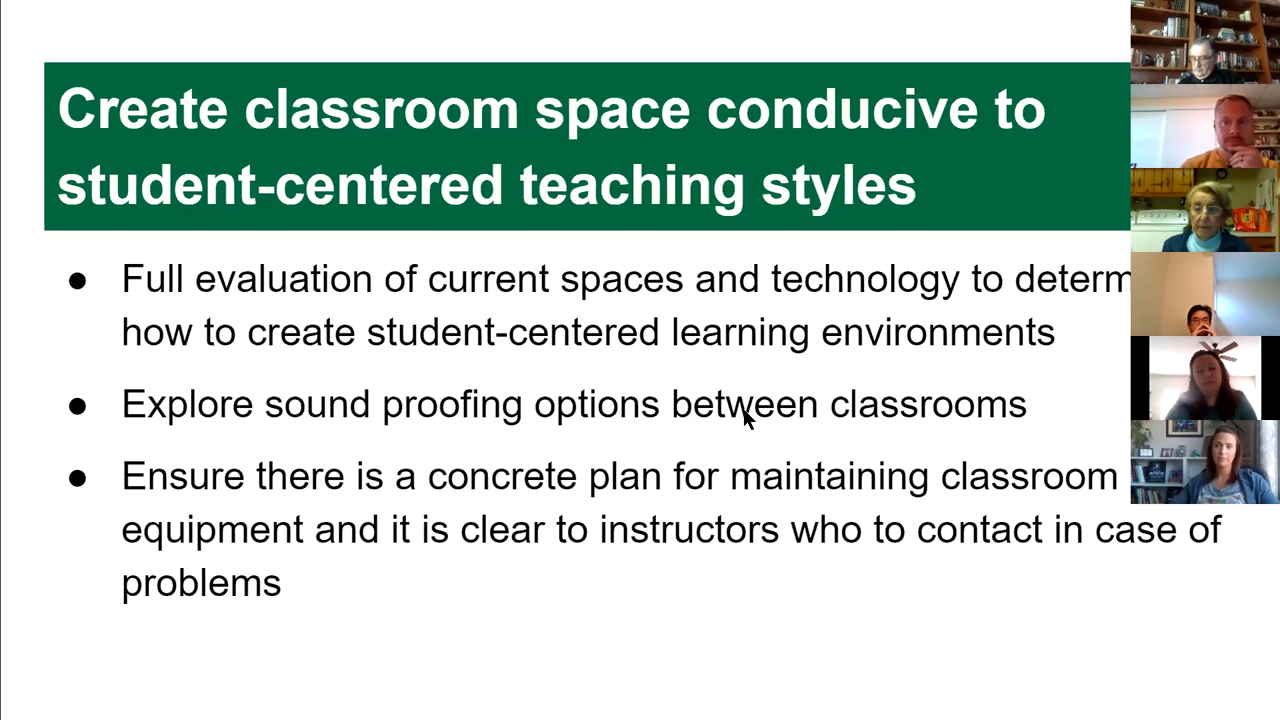 Create classroom space conducive to
student-centered teaching styles
● Full evaluation of current spaces and technology to determ
how to create student-centered learning environments
● Explore sound proofing options between classrooms
● Ensure there is a concrete plan for maintaining classroom
equipment and it is clear to instructors who to contact in case of
problems